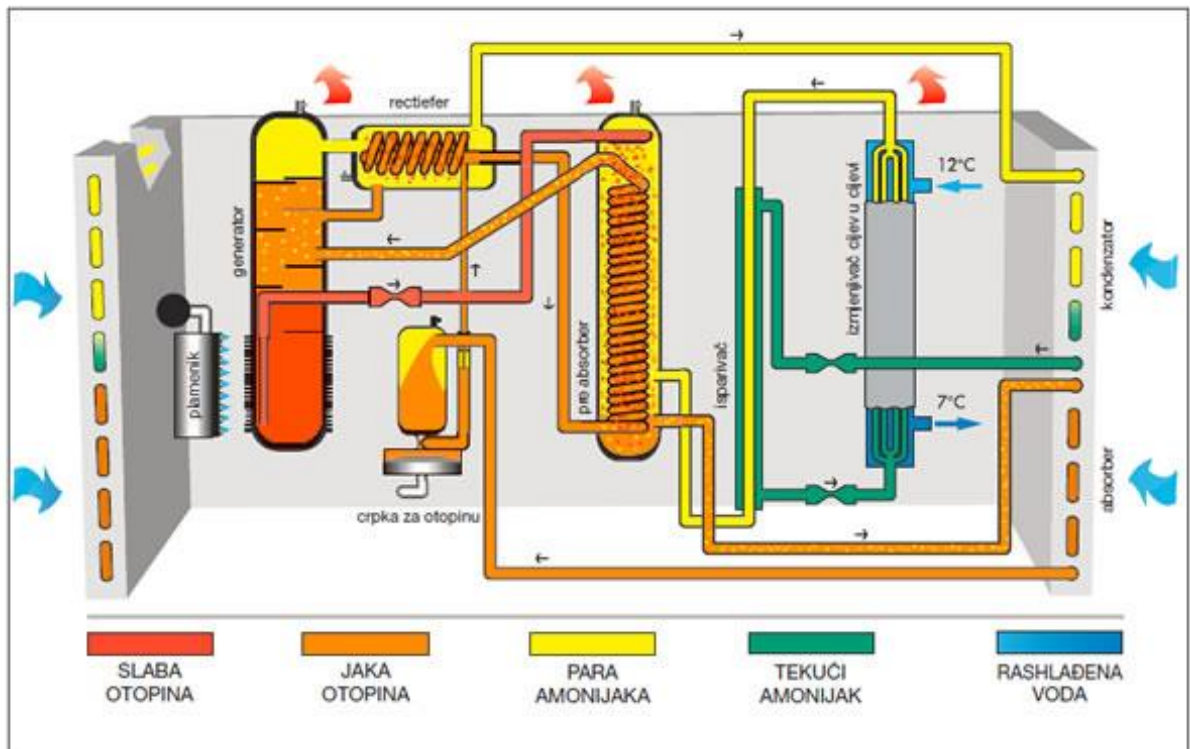 rectiefer
generator
plamenik
crpka za otopinu
pre absorber
isparivač
izmjenjivač cijev u cijevi
12°C
7°C
kondenzator
absorber
SLABA
OTOPINA
JAKA
OTOPINA
PARA
AMONIJAKA
TEKUĆI
AMONIJAK
RASHLAĐENA
VODA